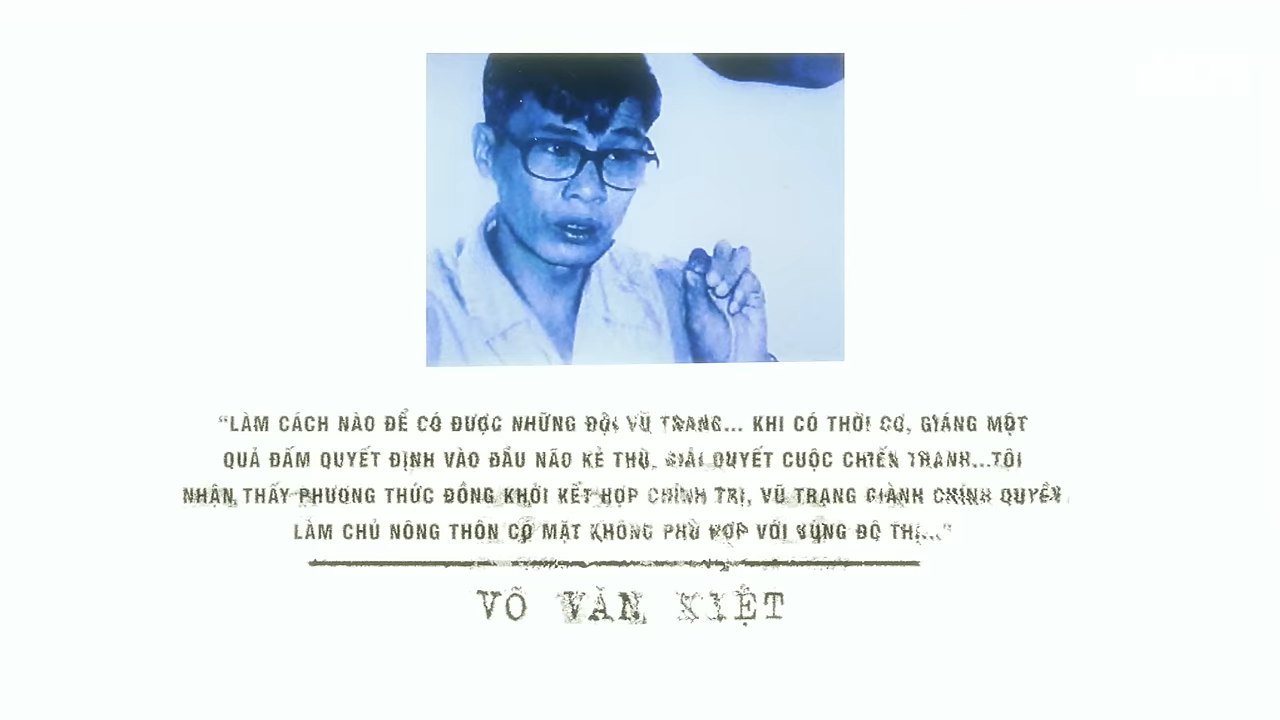 “LÀM CÁCH NÀO ĐỂ CÓ ĐƯỢC NHỮNG ĐỘI VŨ TRANG... KHI CÓ THỜI CƠ, GIÁNG MỘT
QUẢ ĐẤM QUYẾT ĐỊNH VÀO ĐẦU NÃO KẺ THÙ, GIẢI QUYẾT CUỘC CHIẾN TRANH...TÔI
NHẬN THẤY PHƯƠNG THỨC ĐỒNG KHỞI KẾT HỢP CHÍNH TRỊ, VŨ TRANG GIÀNH CHÍNH QUYỀN,
LÀM CHỦ NÔNG THÔN CÓ MẶT KHÔNG PHÙ HỢP VỚI VÙNG ĐÔ THỊ...”
VÕ VĂN KIỆT